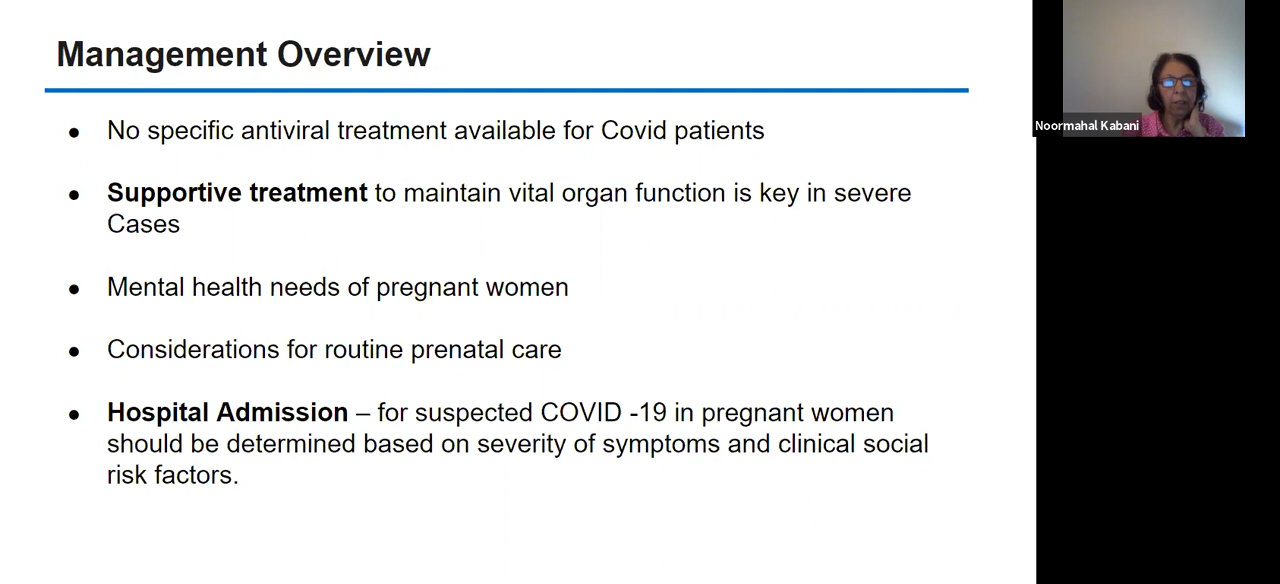 Management Overview
● No specific antiviral treatment available for Covid patients
● Supportive treatment to maintain vital organ function is key in severe
Cases
● Mental health needs of pregnant women
● Considerations for routine prenatal care
● Hospital Admission – for suspected COVID -19 in pregnant women
should be determined based on severity of symptoms and clinical social
risk factors.
Noormahal Kabani